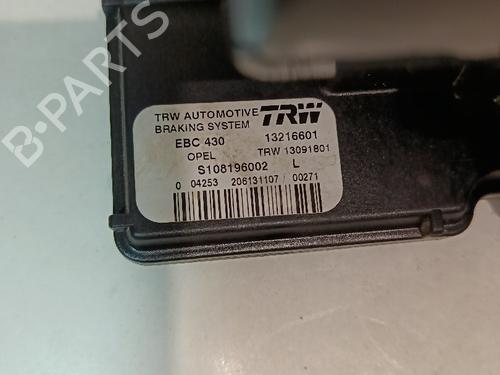 TRW AUTOMOTIVE TRW
BRAKING SYSTEM
EBC 430 13216601
OPEL TRW 13091801
S108196002 L
0 04253 206131107 / 00271
B-PARTS